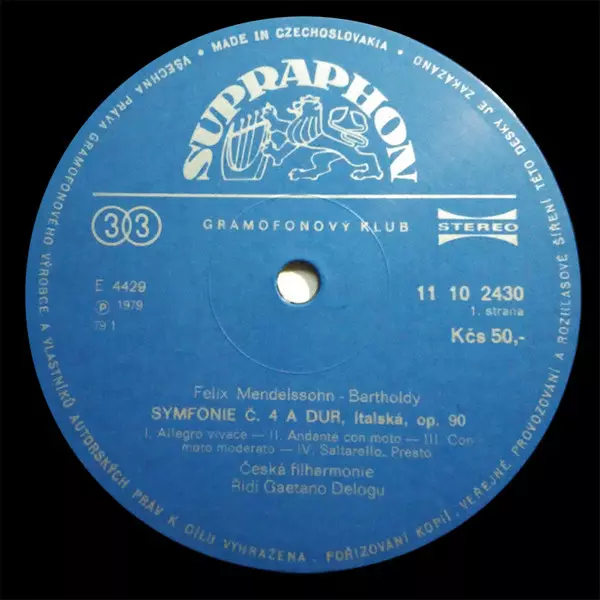 VŠECHNA PRÁVA GRAMOFONOVÉHO VÝROBCE A VLASTNÍKŮ AUTORSKÝCH PRÁV K DÍLU VYHRAŽENA. POŘIZOVÁNÍ KOPIÍ, VEŘEJNÉ PROVOZOVÁNÍ A ROZHLASOVÉ ŠÍŘENÍ TÉTO DESKY JE ZAKÁZÁNO
• MADE IN CZECHOSLOVAKIA •
SUPRAPHON
33 GRAMOFONOVÝ KLUB STEREO
E 4429 11 10 2430
℗ 1979 1. strana
79 1 Kčs 50,-
Felix Mendelssohn - Bartholdy
SYMFONIE Č. 4 A DUR, Italská, op. 90
I. Allegro vivace — II. Andante con moto — III. Con
moto moderato — IV. Saltarello. Presto
Česká filharmonie
Řídí Gaetano Delogu